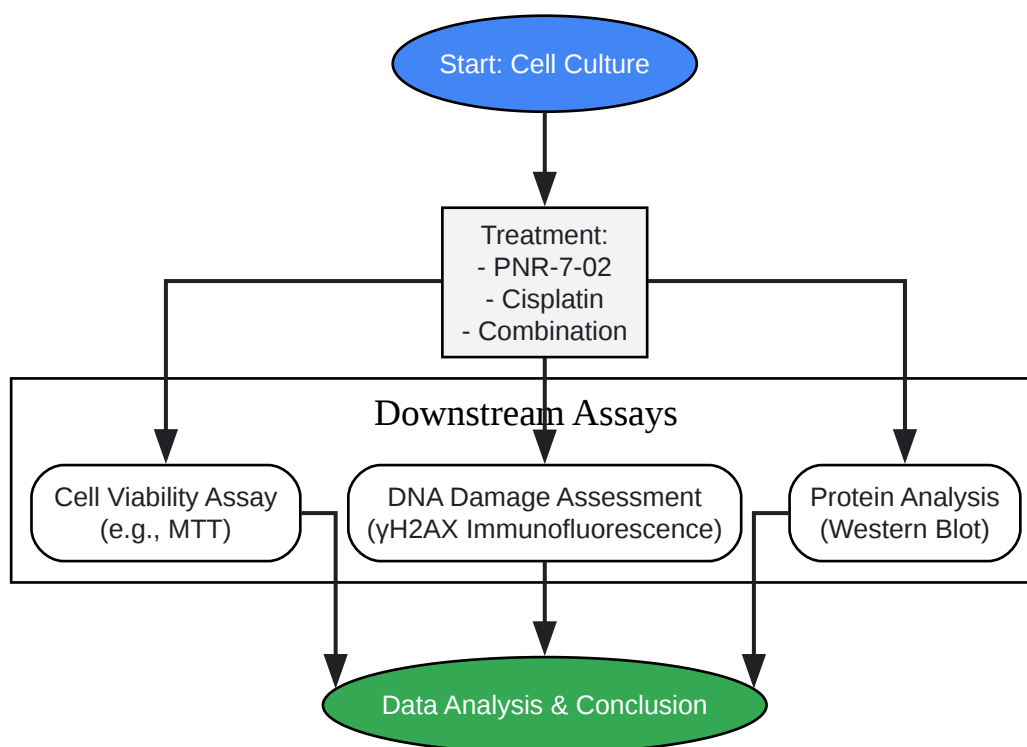 Start: Cell Culture
Treatment:
- PNR-7-02
- Cisplatin
- Combination
Downstream Assays
Cell Viability Assay
(e.g., MTT)
DNA Damage Assessment
(γH2AX Immunofluorescence)
Protein Analysis
(Western Blot)
Data Analysis & Conclusion